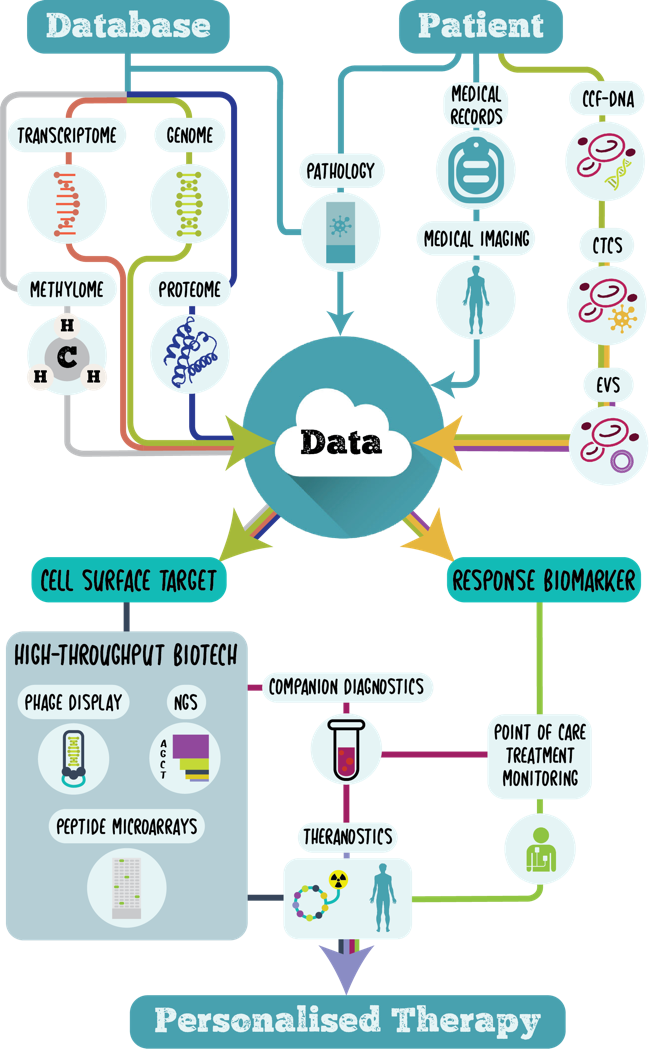 Database
Patient
TRANSCRIPTOME
GENOME
PATHOLOGY
MEDICAL
RECORDS
CCF-DNA
MEDICAL IMAGING
CTCS
METHYLOME
PROTEOME
H
C
H
H
EVS
Data
CELL SURFACE TARGET
RESPONSE BIOMARKER
HIGH-THROUGHPUT BIOTECH
PHAGE DISPLAY
NGS
A
G
C
T
PEPTIDE MICROARRAYS
COMPANION DIAGNOSTICS
POINT OF CARE
TREATMENT
MONITORING
THERANOSTICS
Personalised Therapy